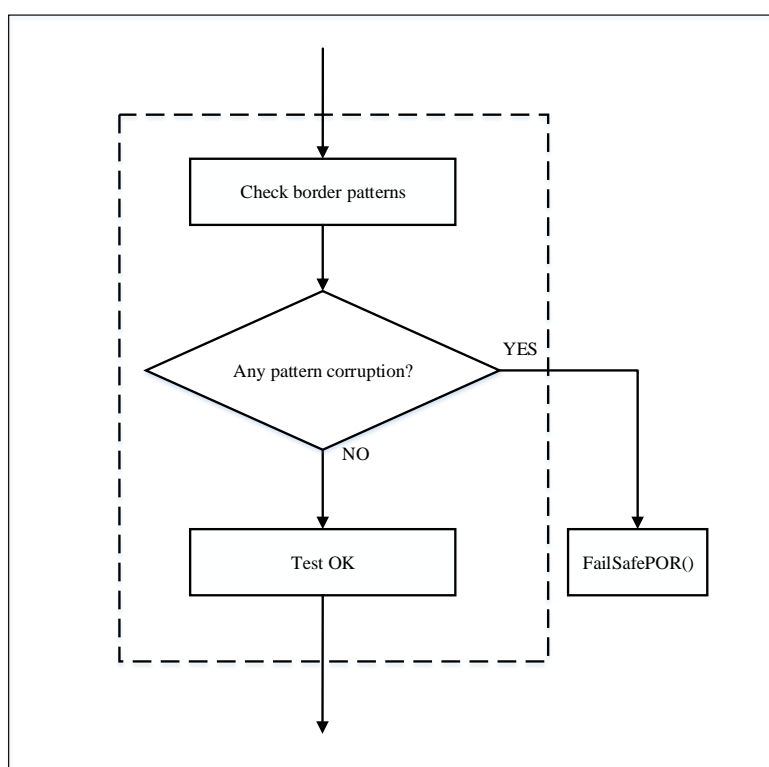 Check border patterns
Any pattern corruption?
YES
NO
Test OK
FailSafePOR()